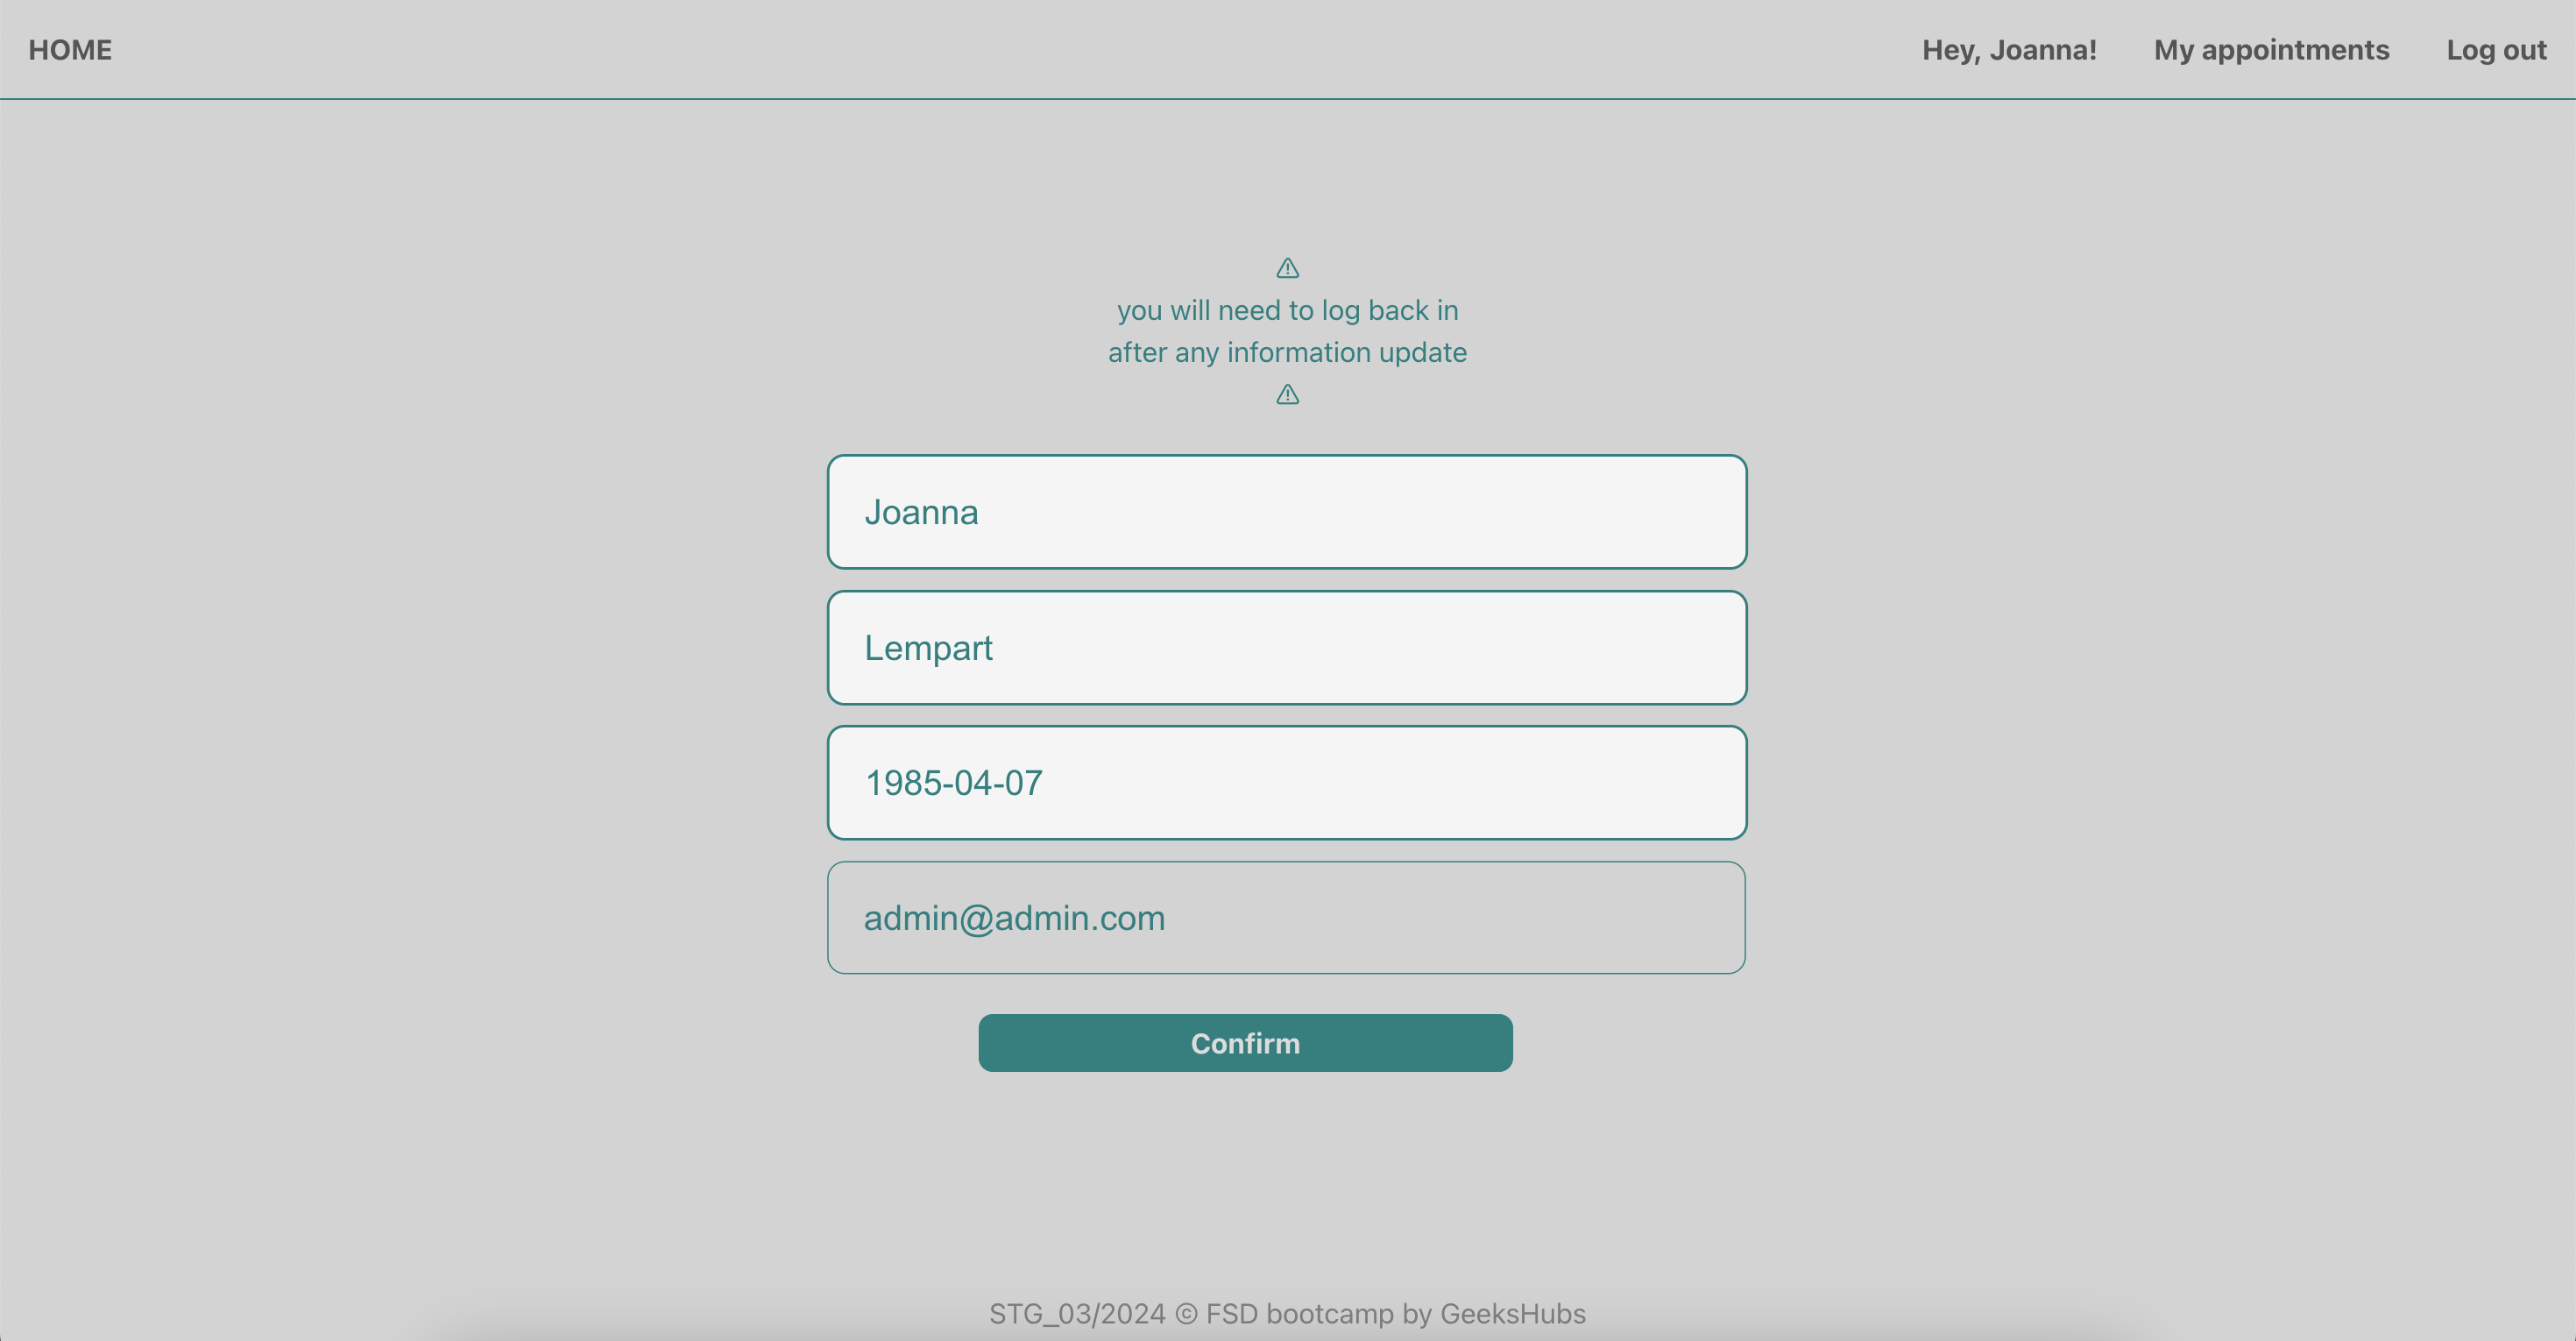 HOME
Hey, Joanna!
My appointments
Log out
you will need to log back in
after any information update
Joanna
Lempart
1985-04-07
admin@admin.com
Confirm
STG_03/2024 © FSD bootcamp by GeeksHubs